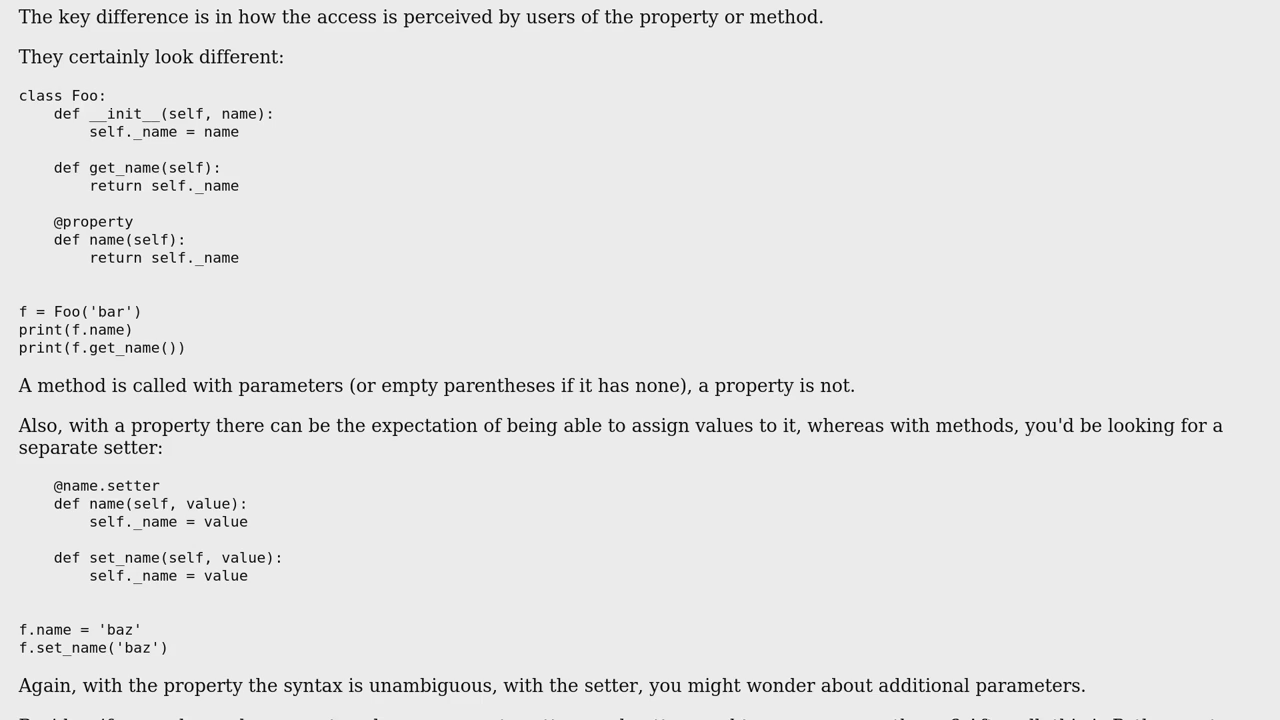 The key difference is in how the access is perceived by users of the property or method.
They certainly look different:
class Foo:
    def __init__(self, name):
        self._name = name
    def get_name(self):
        return self._name
    @property
    def name(self):
        return self._name
f = Foo('bar')
print(f.name)
print(f.get_name())
A method is called with parameters (or empty parentheses if it has none), a property is not.
Also, with a property there can be the expectation of being able to assign values to it, whereas with methods, you'd be looking for a
separate setter:
    @name.setter
    def name(self, value):
        self._name = value
    def set_name(self, value):
        self._name = value
f.name = 'baz'
f.set_name('baz')
Again, with the property the syntax is unambiguous, with the setter, you might wonder about additional parameters.